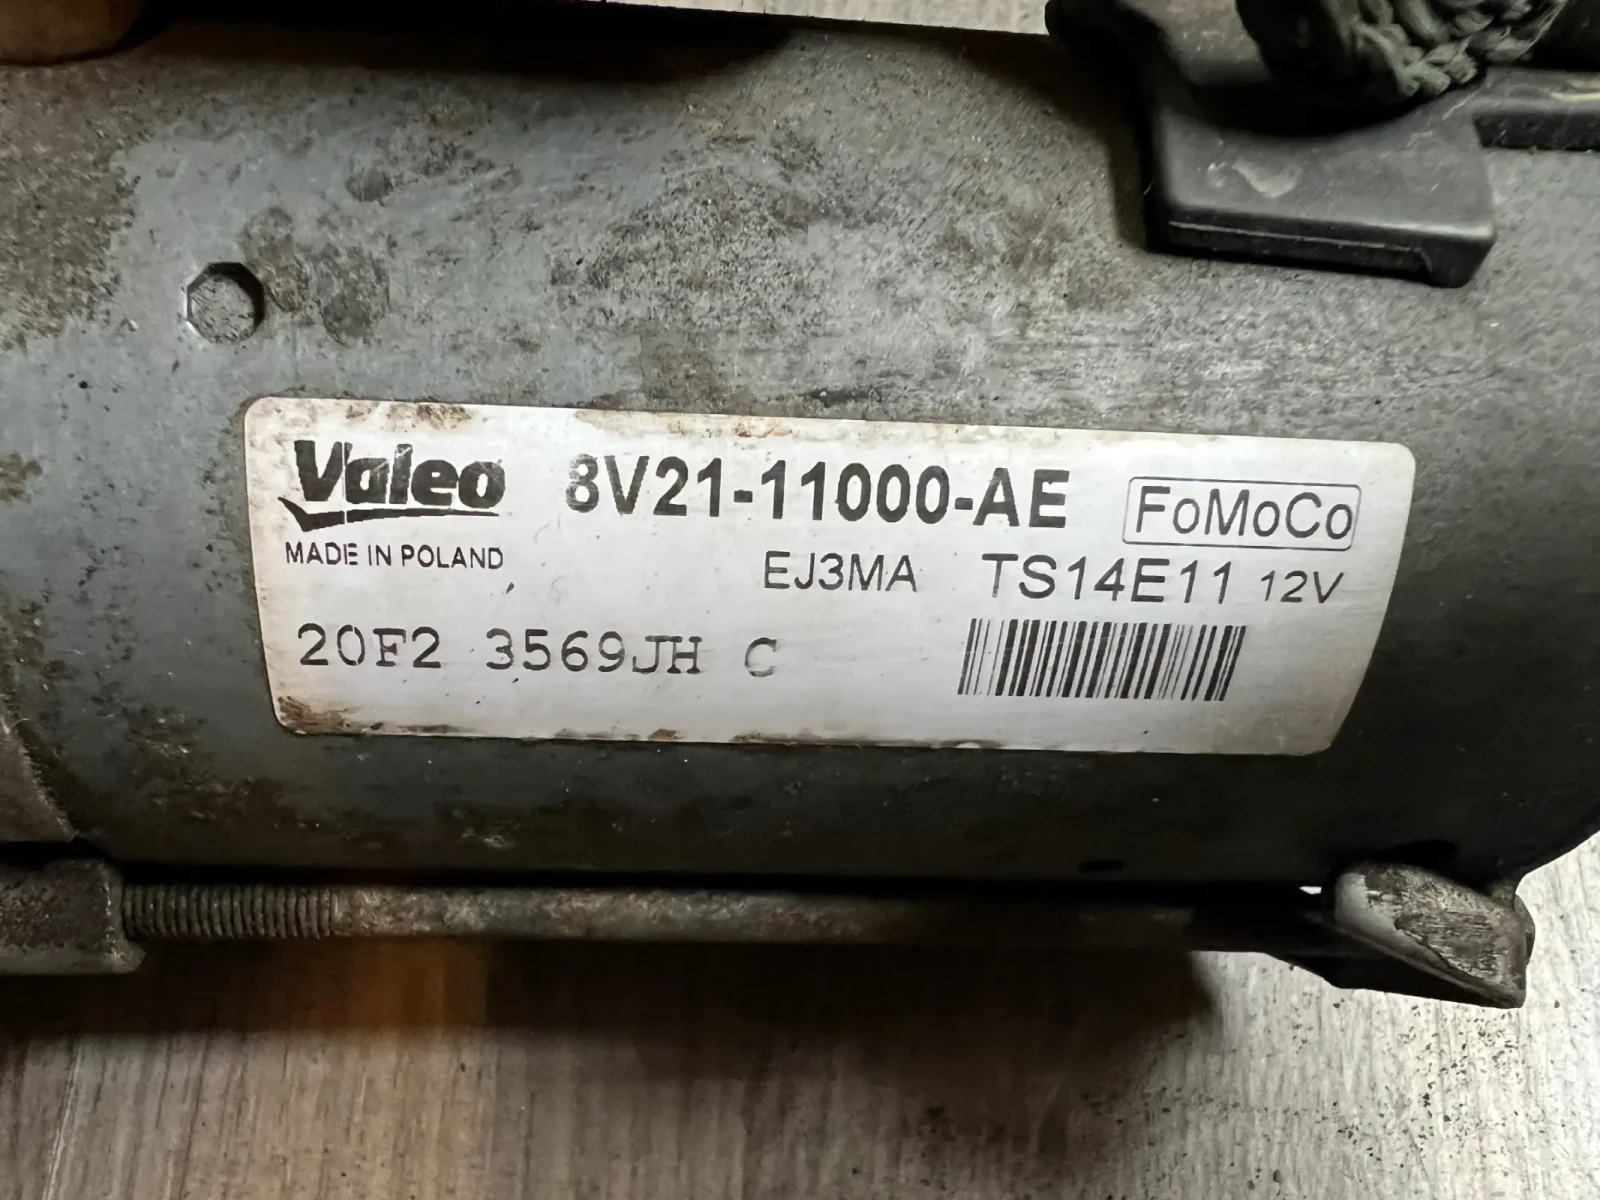 Valeo 8V21-11000-AE FoMoCo
MADE IN POLAND EJ3MA TS14E11 12V
20F2 3569JH C